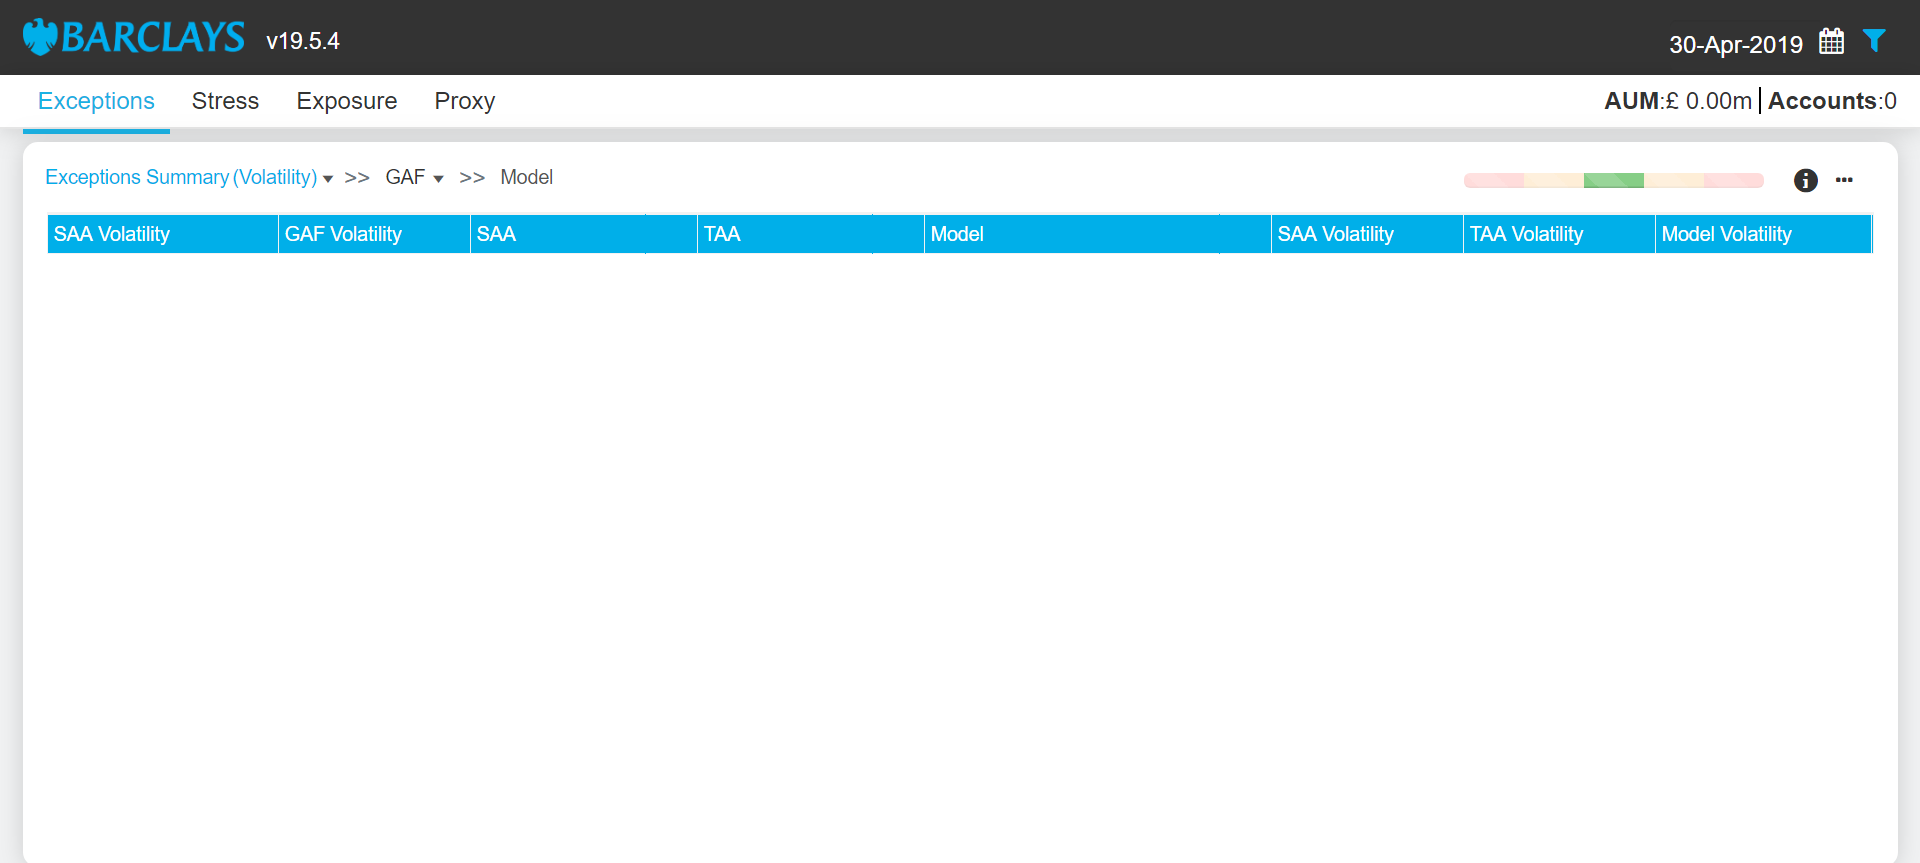 BARCLAYS v19.5.4 30-Apr-2019
Exceptions Stress Exposure Proxy AUM:£ 0.00m Accounts:0
Exceptions Summary (Volatility) >> GAF >> Model
SAA Volatility GAF Volatility SAA TAA Model SAA Volatility TAA Volatility Model Volatility